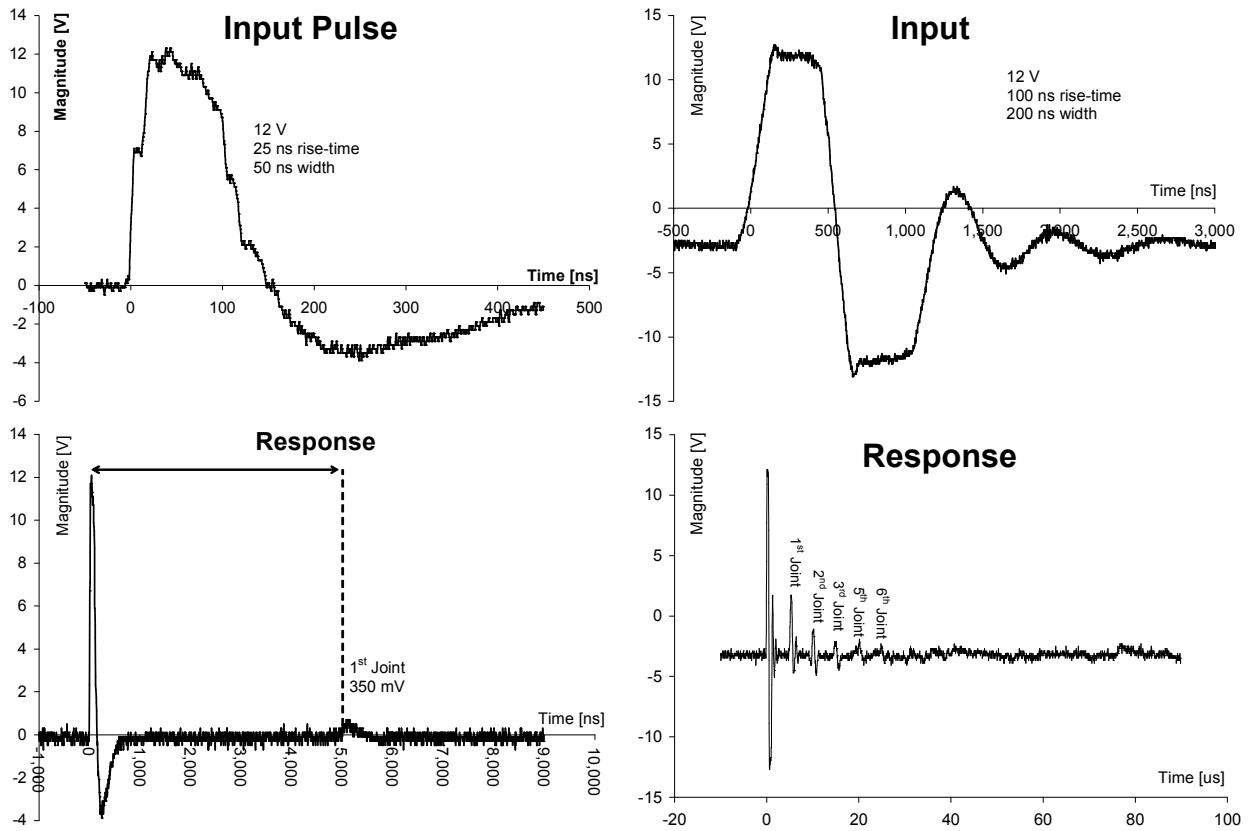 Input Pulse
Magnitude [V]
14
12
10
8
6
4
2
0
-2
-4
-6
12 V
25 ns rise-time
50 ns width
Time [ns]
-100
0
100
200
300
400
500
Input
Magnitude [V]
15
10
5
0
-5
-10
-15
12 V
100 ns rise-time
200 ns width
Time [ns]
-500
0
500
1,000
1,500
2,000
2,500
3,000
Response
Magnitude [V]
14
12
10
8
6
4
2
0
-2
-4
1st Joint
350 mV
Time [ns]
-1,000
0
1,000
2,000
3,000
4,000
5,000
6,000
7,000
8,000
9,000
10,000
Response
Magnitude [V]
15
10
5
0
-5
-10
-15
1st Joint
2nd Joint
3rd Joint
5th Joint
6th Joint
Time [us]
-20
0
20
40
60
80
100